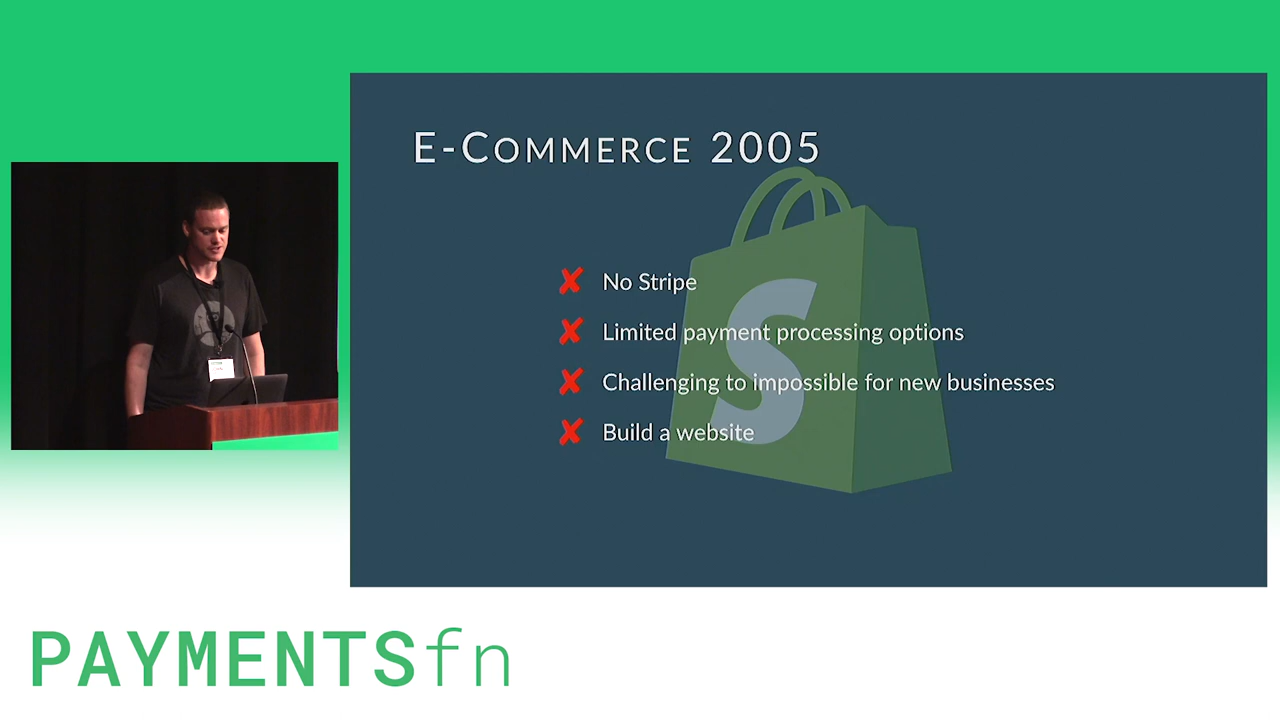 E-Commerce 2005
S
✘ No Stripe
✘ Limited payment processing options
✘ Challenging to impossible for new businesses
✘ Build a website
PAYMENTSfn